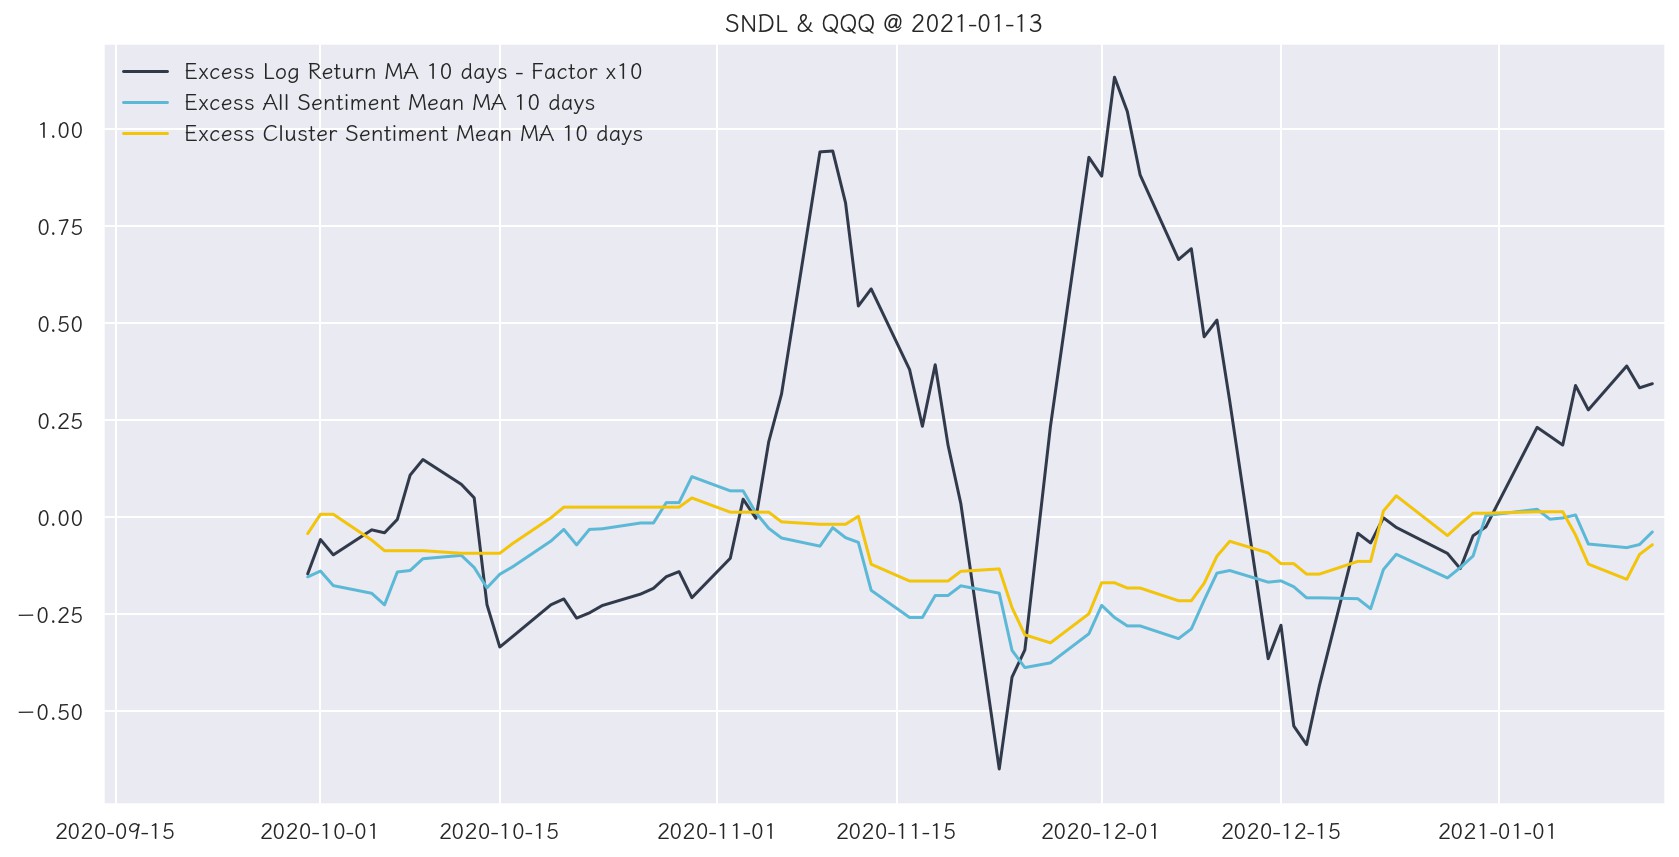 SNDL & QQQ @ 2021-01-13
Excess Log Return MA 10 days - Factor x10
Excess All Sentiment Mean MA 10 days
Excess Cluster Sentiment Mean MA 10 days
1.00
0.75
0.50
0.25
0.00
−0.25
−0.50
2020-09-15 2020-10-01 2020-10-15 2020-11-01 2020-11-15 2020-12-01 2020-12-15 2021-01-01